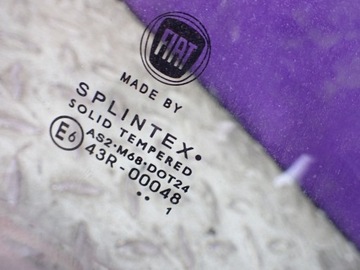 FIAT
MADE BY
SPLINTEX•
SOLID TEMPERED
AS2•M68•DOT24
E6 43R-00048
•• 1